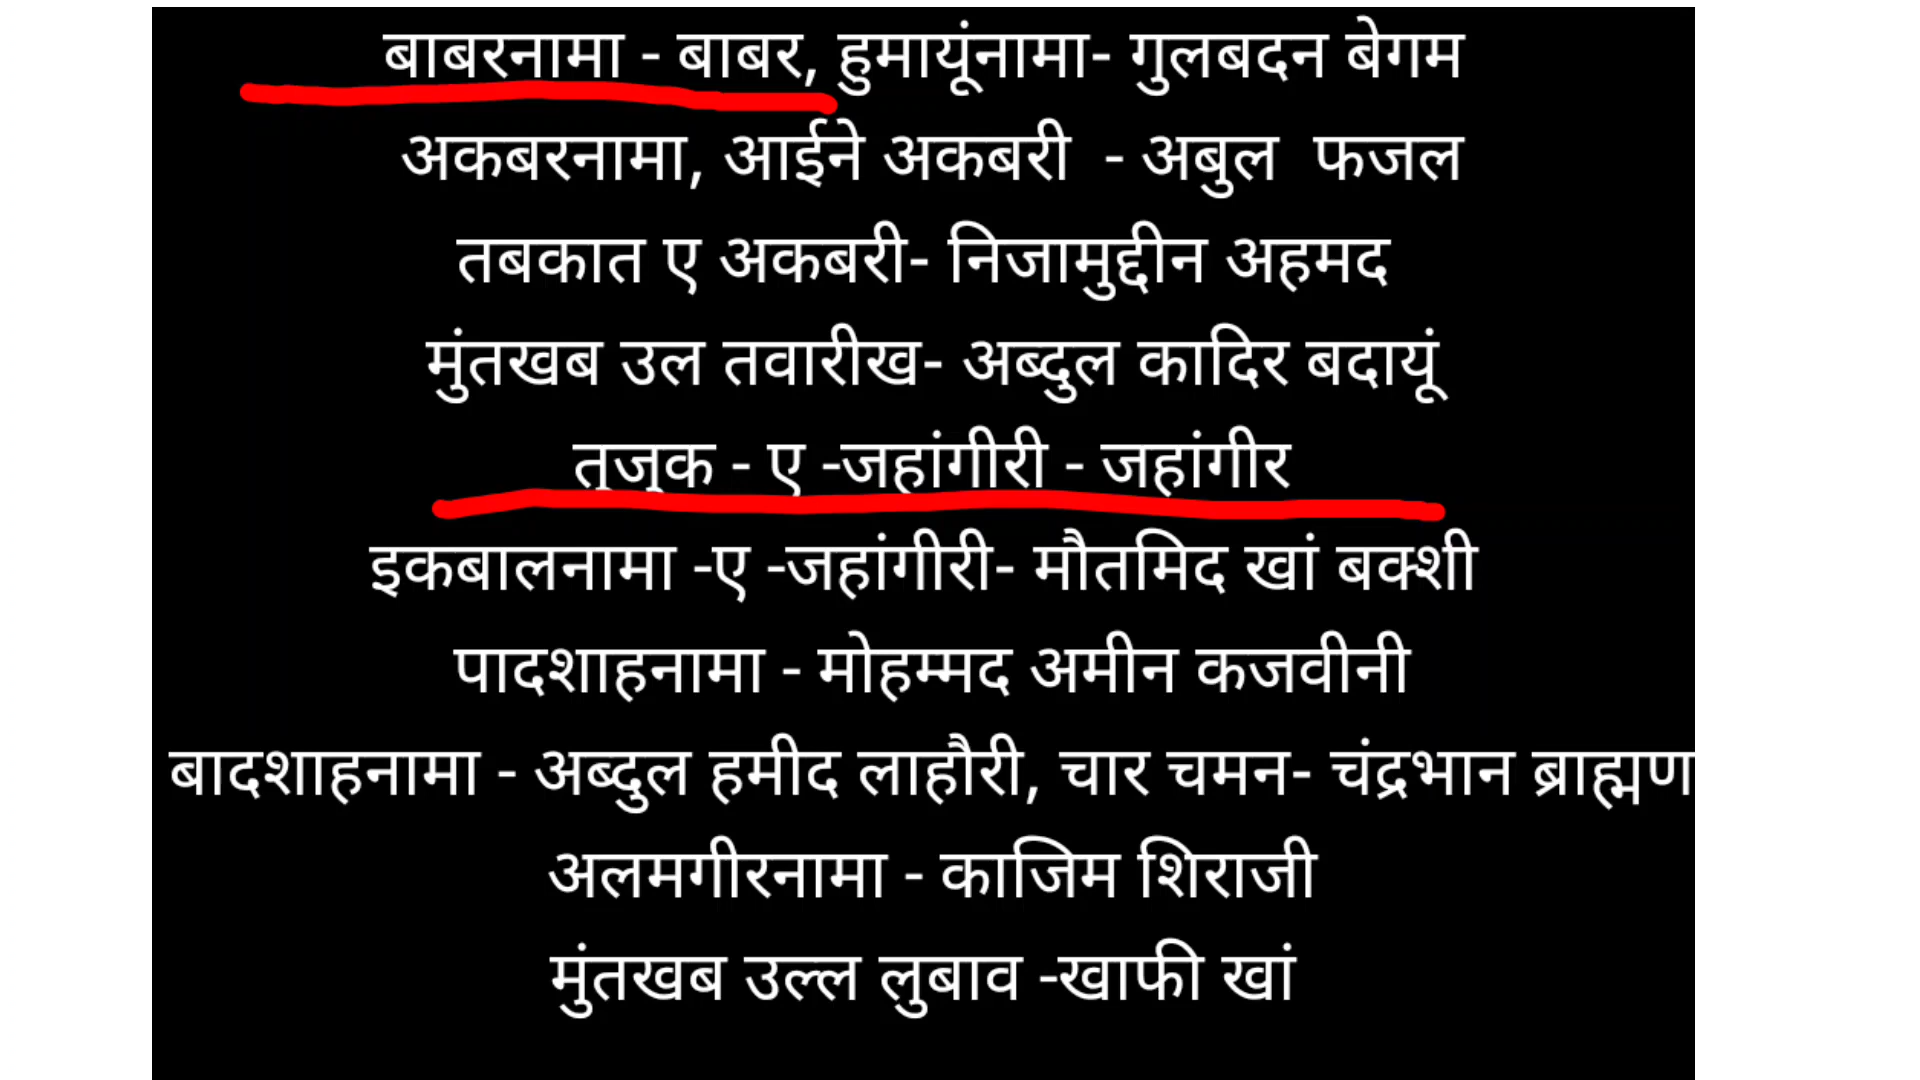 बाबरनामा - बाबर, हुमायूंनामा- गुलबदन बेगम
अकबरनामा, आईने अकबरी - अबुल फजल
तबकात ए अकबरी- निजामुद्दीन अहमद
मुंतखब उल तवारीख- अब्दुल कादिर बदायूं
तुजुक - ए -जहांगीरी - जहांगीर
इकबालनामा -ए -जहांगीरी- मौतमिद खां बक्शी
पादशाहनामा - मोहम्मद अमीन कजवीनी
बादशाहनामा - अब्दुल हमीद लाहौरी, चार चमन- चंद्रभान ब्राह्मण
अलमगीरनामा - काजिम शिराजी
मुंतखब उल्ल लुबाव -खाफी खां